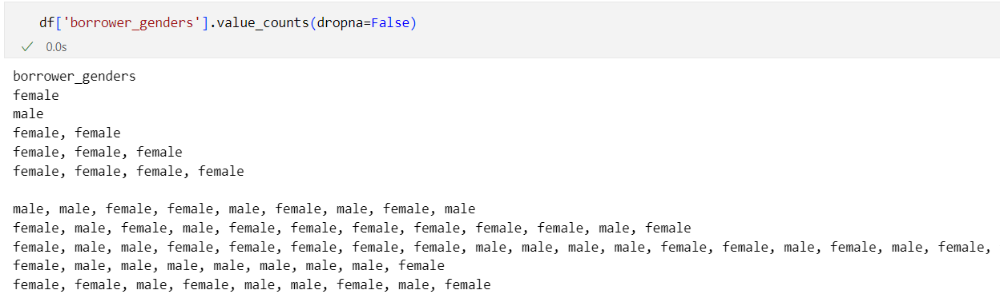 df['borrower_genders'].value_counts(dropna=False)
0.0s
borrower_genders
female
male
female, female
female, female, female
female, female, female, female
male, male, female, female, male, female, male, female, male
female, male, female, male, female, female, female, female, female, female, male, female
female, male, male, female, female, female, female, female, male, male, male, male, female, female, male, female, male, female,
female, male, male, male, male, male, male, male, female
female, female, male, female, male, male, female, male, female